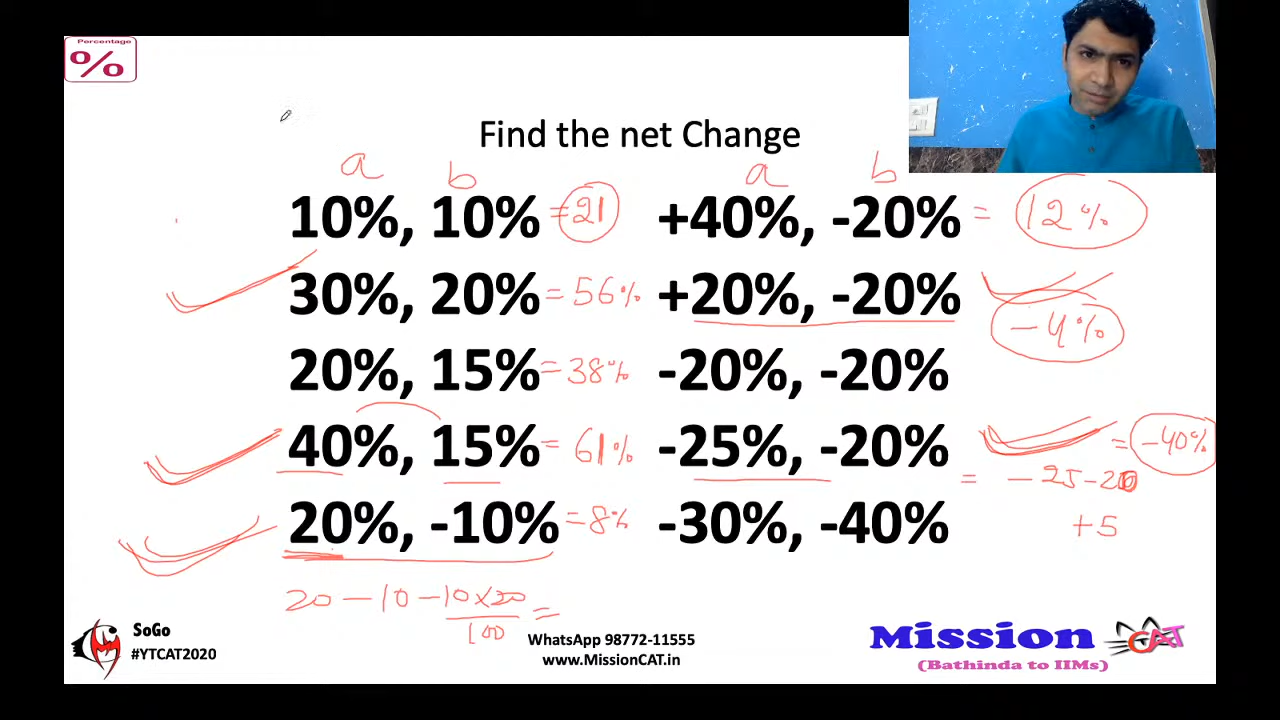 Percentage
%
Find the net Change
a b a b
10%, 10% = 21 +40%, -20% = 12%
30%, 20% = 56% +20%, -20%
-4%
20%, 15% = 38% -20%, -20%
40%, 15% = 61% -25%, -20% = -40%
= -25-20
20%, -10% = 8% -30%, -40% +5
20 - 10 - 10×20 =
100
SoGo
#YTCAT2020
WhatsApp 98772-11555
www.MissionCAT.in
Mission CAT
(Bathinda to IIMs)